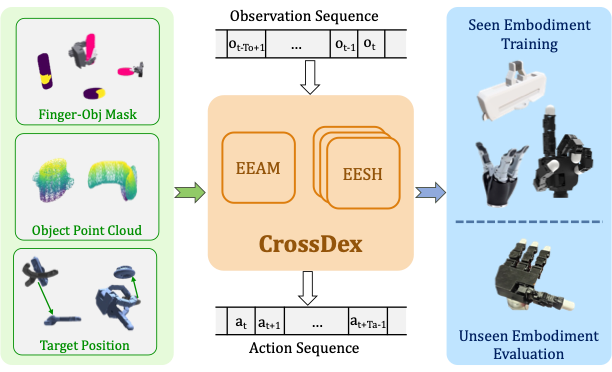 Finger-Obj Mask
Object Point Cloud
Target Position
Observation Sequence
o_{t-To+1} ... o_{t-1} o_t
EEAM
EESH
CrossDex
a_t a_{t+1} ... a_{t+Ta-1}
Action Sequence
Seen Embodiment
Training
Unseen Embodiment
Evaluation